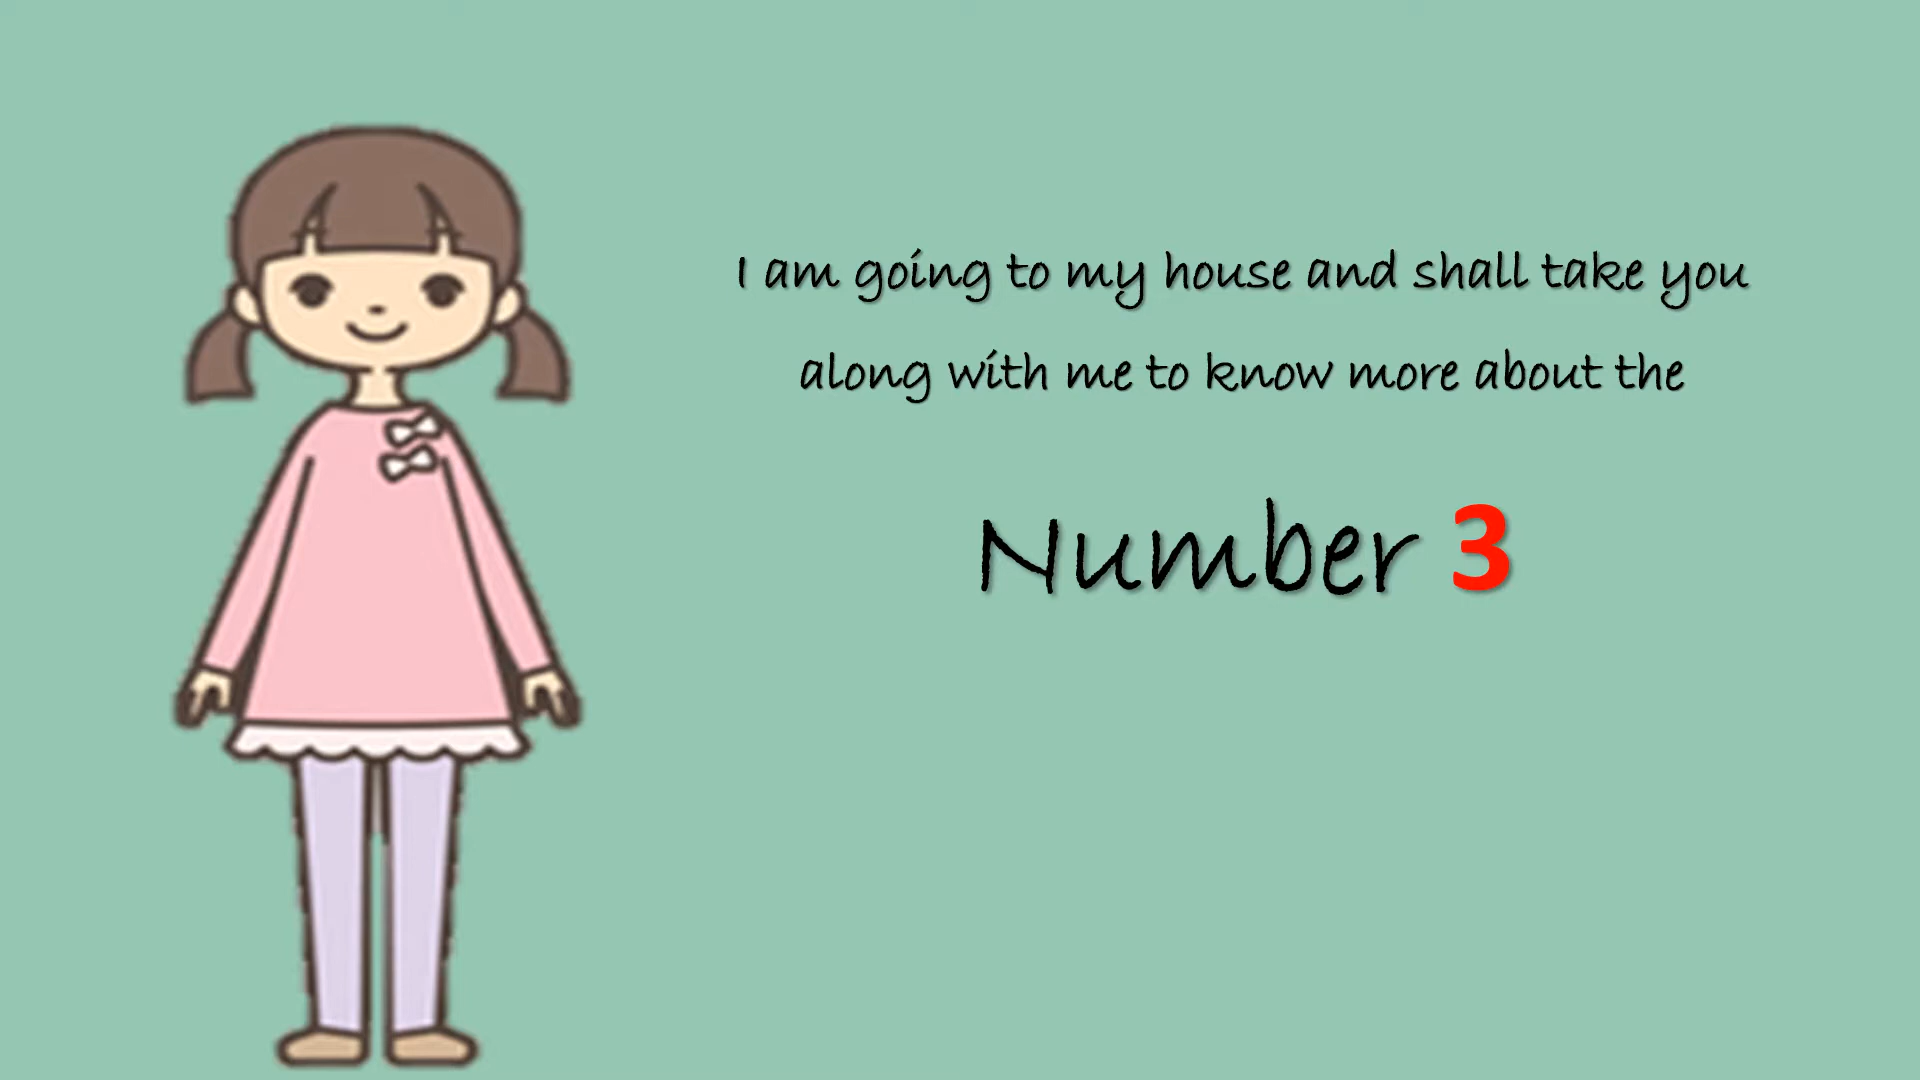 I am going to my house and shall take you
along with me to know more about the
Number 3